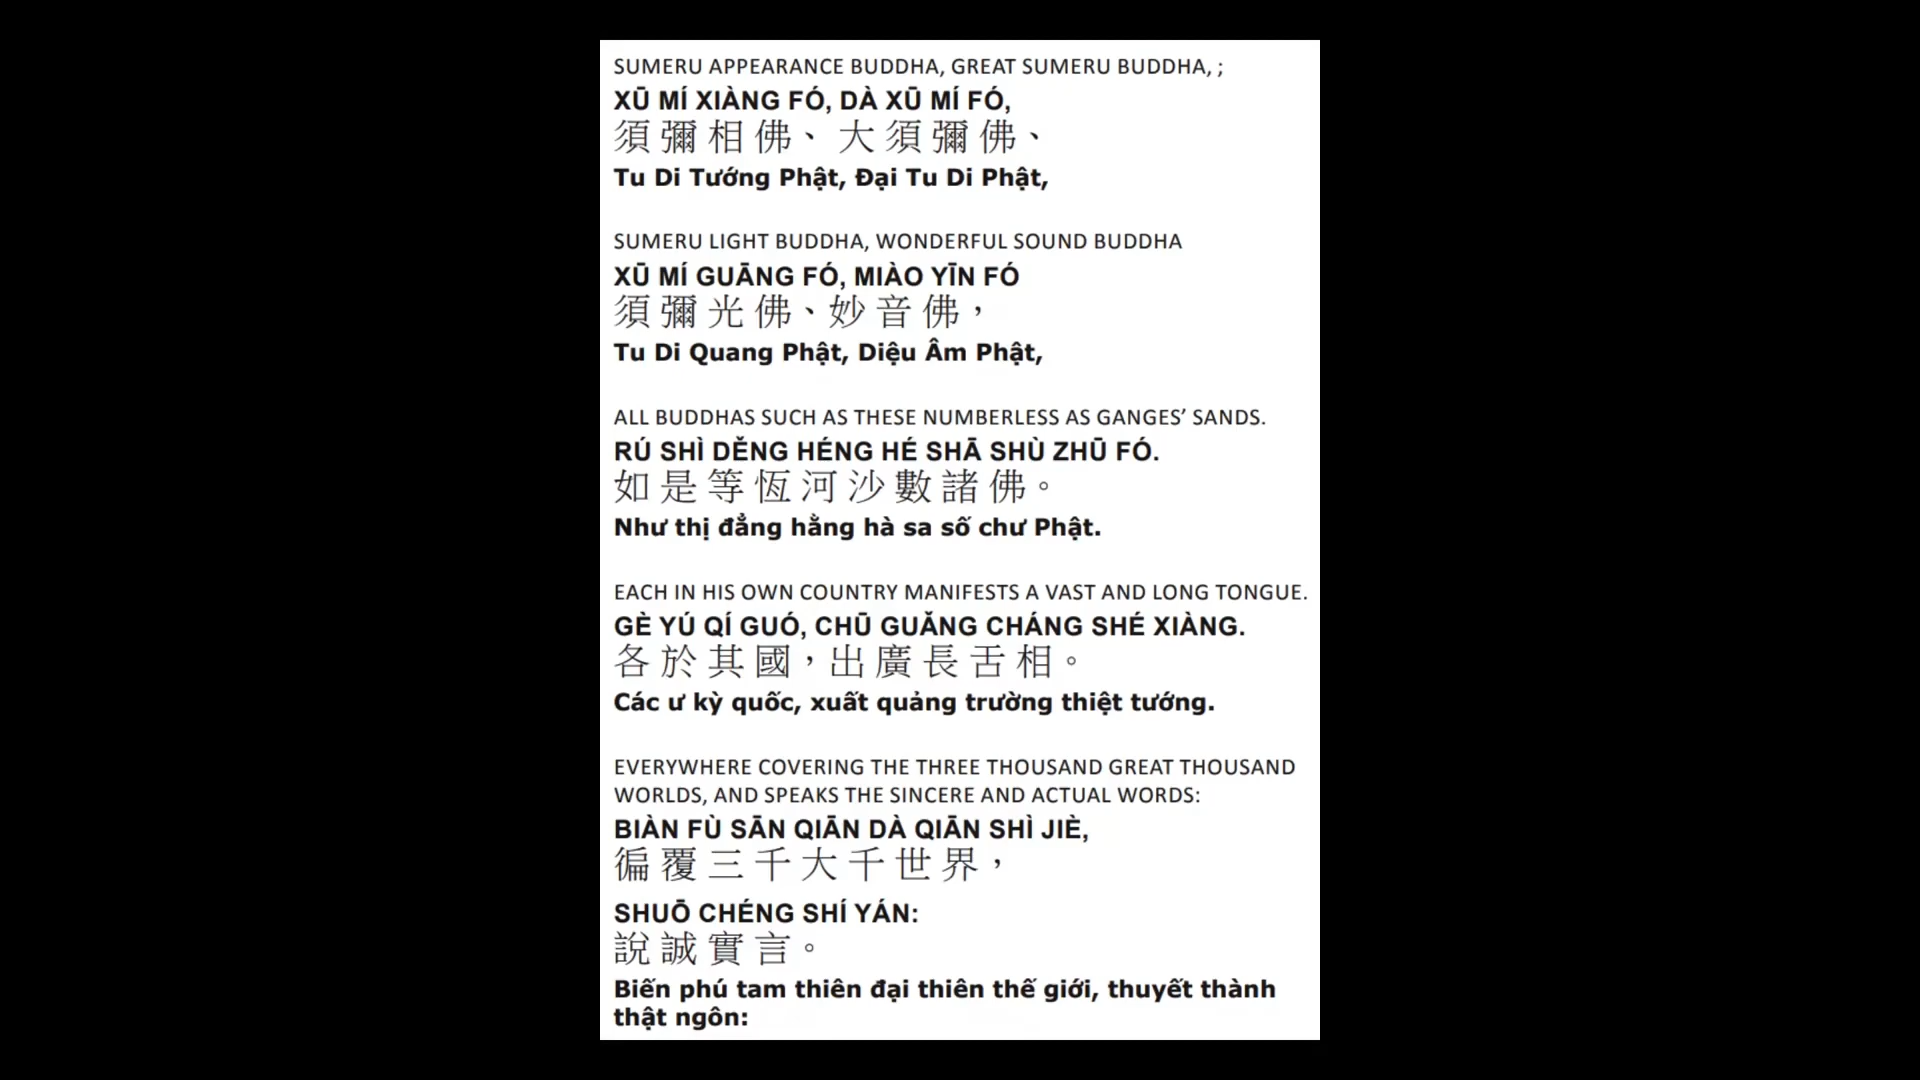 SUMERU APPEARANCE BUDDHA, GREAT SUMERU BUDDHA, ;
XŪ MÍ XIÀNG FÓ, DÀ XŪ MÍ FÓ,
須彌相佛、大須彌佛、
Tu Di Tướng Phật, Đại Tu Di Phật,
SUMERU LIGHT BUDDHA, WONDERFUL SOUND BUDDHA
XŪ MÍ GUĀNG FÓ, MIÀO YĪN FÓ
須彌光佛、妙音佛，
Tu Di Quang Phật, Diệu Âm Phật,
ALL BUDDHAS SUCH AS THESE NUMBERLESS AS GANGES’ SANDS.
RÚ SHÌ DĚNG HÉNG HÉ SHĀ SHÙ ZHŪ FÓ.
如是等恆河沙數諸佛。
Như thị đẳng hằng hà sa số chư Phật.
EACH IN HIS OWN COUNTRY MANIFESTS A VAST AND LONG TONGUE.
GÈ YÚ QÍ GUÓ, CHŪ GUǍNG CHÁNG SHÉ XIÀNG.
各於其國，出廣長舌相。
Các ư kỳ quốc, xuất quảng trường thiệt tướng.
EVERYWHERE COVERING THE THREE THOUSAND GREAT THOUSAND
WORLDS, AND SPEAKS THE SINCERE AND ACTUAL WORDS:
BIÀN FÙ SĀN QIĀN DÀ QIĀN SHÌ JIÈ,
徧覆三千大千世界，
SHUŌ CHÉNG SHÍ YÁN:
說誠實言。
Biến phú tam thiên đại thiên thế giới, thuyết thành
thật ngôn: